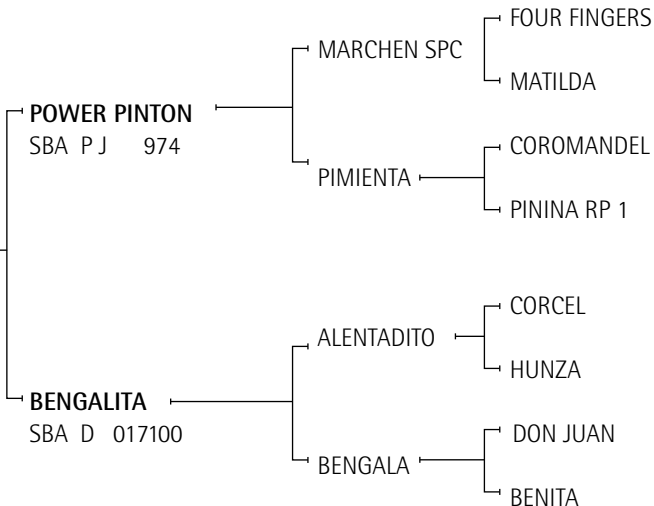 FOUR FINGERS
MARCHEN SPC
MATILDA
POWER PINTON
SBA P J 974
COROMANDEL
PIMIENTA
PININA RP 1
CORCEL
ALENTADITO
HUNZA
BENGALITA
SBA D 017100
DON JUAN
BENGALA
BENITA